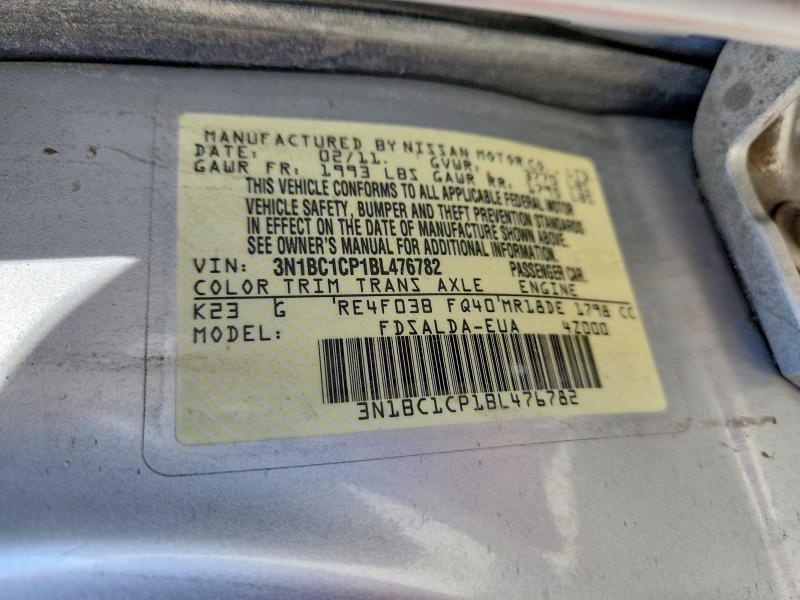 MANUFACTURED BY NISSAN MOTOR CO.
DATE: 02/11. GVWR:
GAWR FR: 1993 LBS GAWR RR. 1793
THIS VEHICLE CONFORMS TO ALL APPLICABLE FEDERAL MOTOR
VEHICLE SAFETY, BUMPER AND THEFT PREVENTION STANDARDS
IN EFFECT ON THE DATE OF MANUFACTURE SHOWN ABOVE.
SEE OWNER'S MANUAL FOR ADDITIONAL INFORMATION.
VIN: 3N1BC1CP1BL476782 PASSENGER CAR.
COLOR TRIM TRANS AXLE ENGINE
K23 G RE4F03B FQ40 MR18DE 1798 CC
MODEL: FDSALDA-EUA 4Z000
3N1BC1CP1BL476782